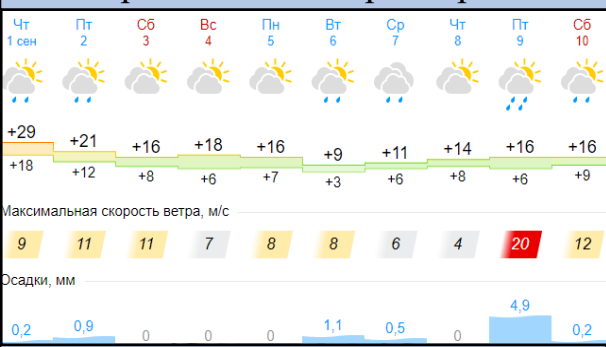 Чт Пт Сб Вс Пн Вт Ср Чт Пт Сб
1 сен 2 3 4 5 6 7 8 9 10
+29 +21 +16 +18 +16 +9 +11 +14 +16 +16
+18 +12 +8 +6 +7 +3 +6 +8 +6 +9
Максимальная скорость ветра, м/с
9 11 11 7 8 8 6 4 20 12
Осадки, мм
0,2 0,9 0 0 0 1,1 0,5 0 4,9 0,2